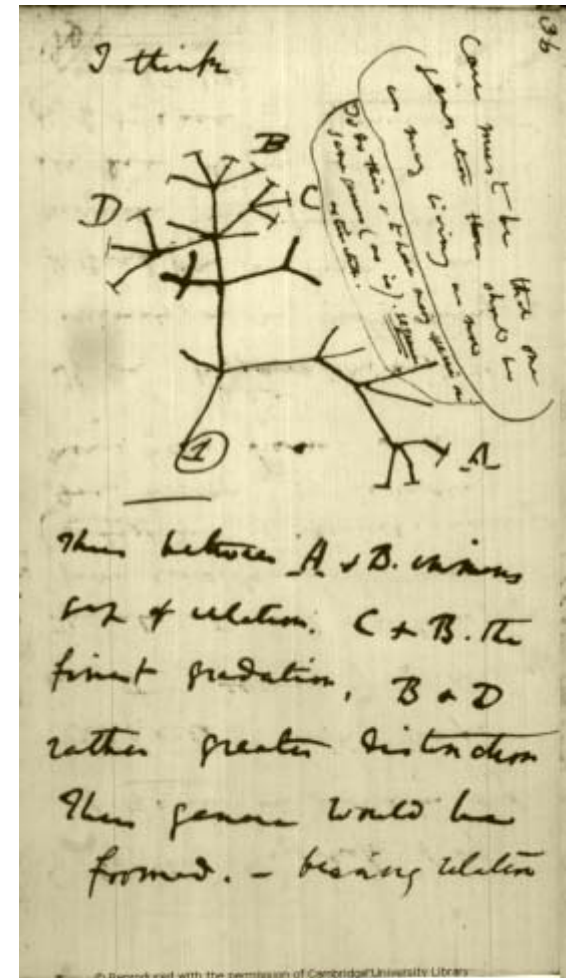 36
I think
Case must be that one
generation then should be
as many living as now
To do this & to have many species in
same genus (as is). requires
extinction.
B
D
C
A
1
Thus between A & B. immens
gap of relation. C & B. the
finest gradation, B & D
rather greater distinction
Thus genera would be
formed. — bearing relation
© Reproduced with the permission of Cambridge University Library